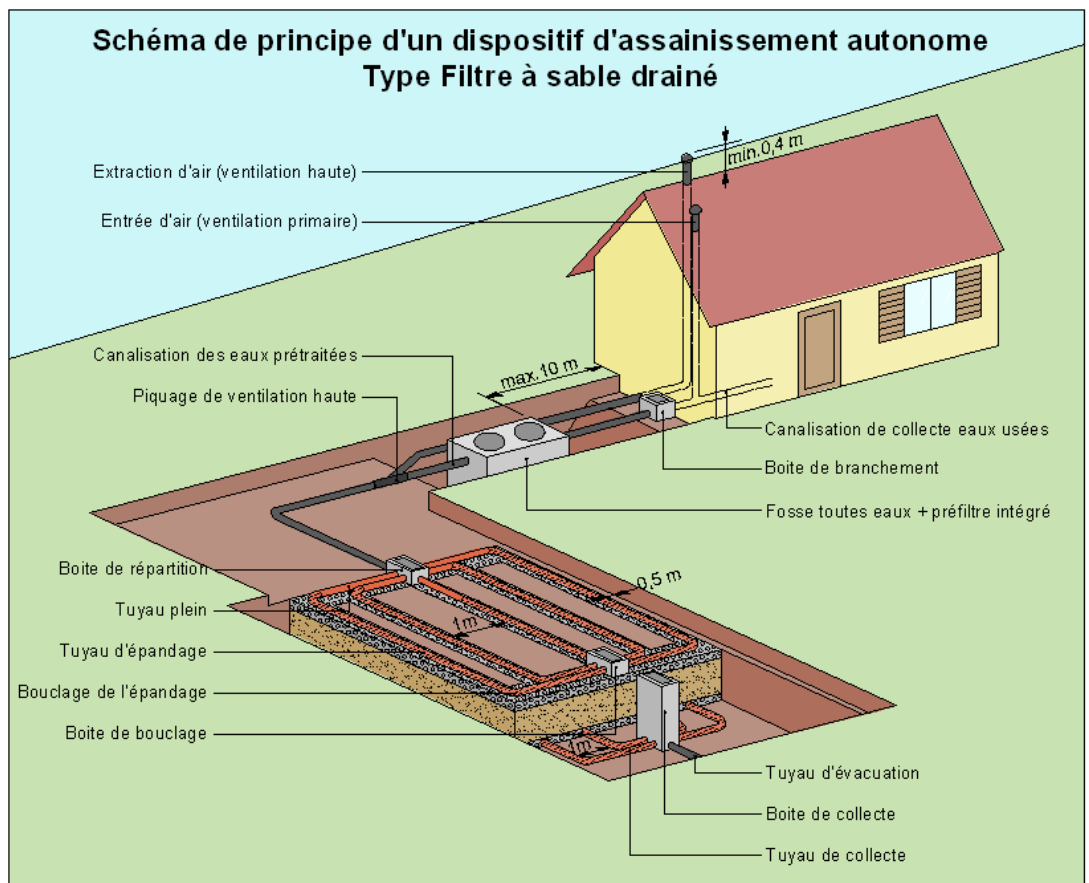 Schéma de principe d'un dispositif d'assainissement autonome
Type Filtre à sable drainé
min.0,4 m
Extraction d'air (ventilation haute)
Entrée d'air (ventilation primaire)
Canalisation des eaux prétraitées
max.10 m
Piquage de ventilation haute
Canalisation de collecte eaux usées
Boite de branchement
Fosse toutes eaux + préfiltre intégré
Boite de répartition
0,5 m
Tuyau plein
1m
Tuyau d'épandage
Bouclage de l'épandage
Boite de bouclage
1m
Tuyau d'évacuation
Boite de collecte
Tuyau de collecte